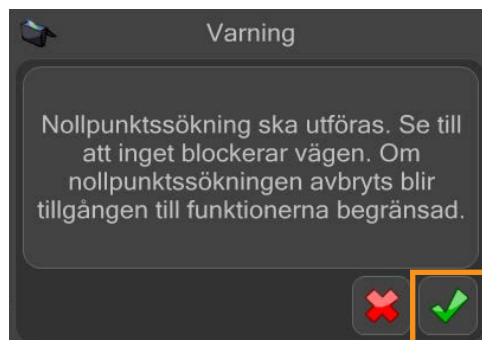 Varning
Nollpunktssökning ska utföras. Se till
att inget blockerar vägen. Om
nollpunktssökningen avbryts blir
tillgången till funktionerna begränsad.